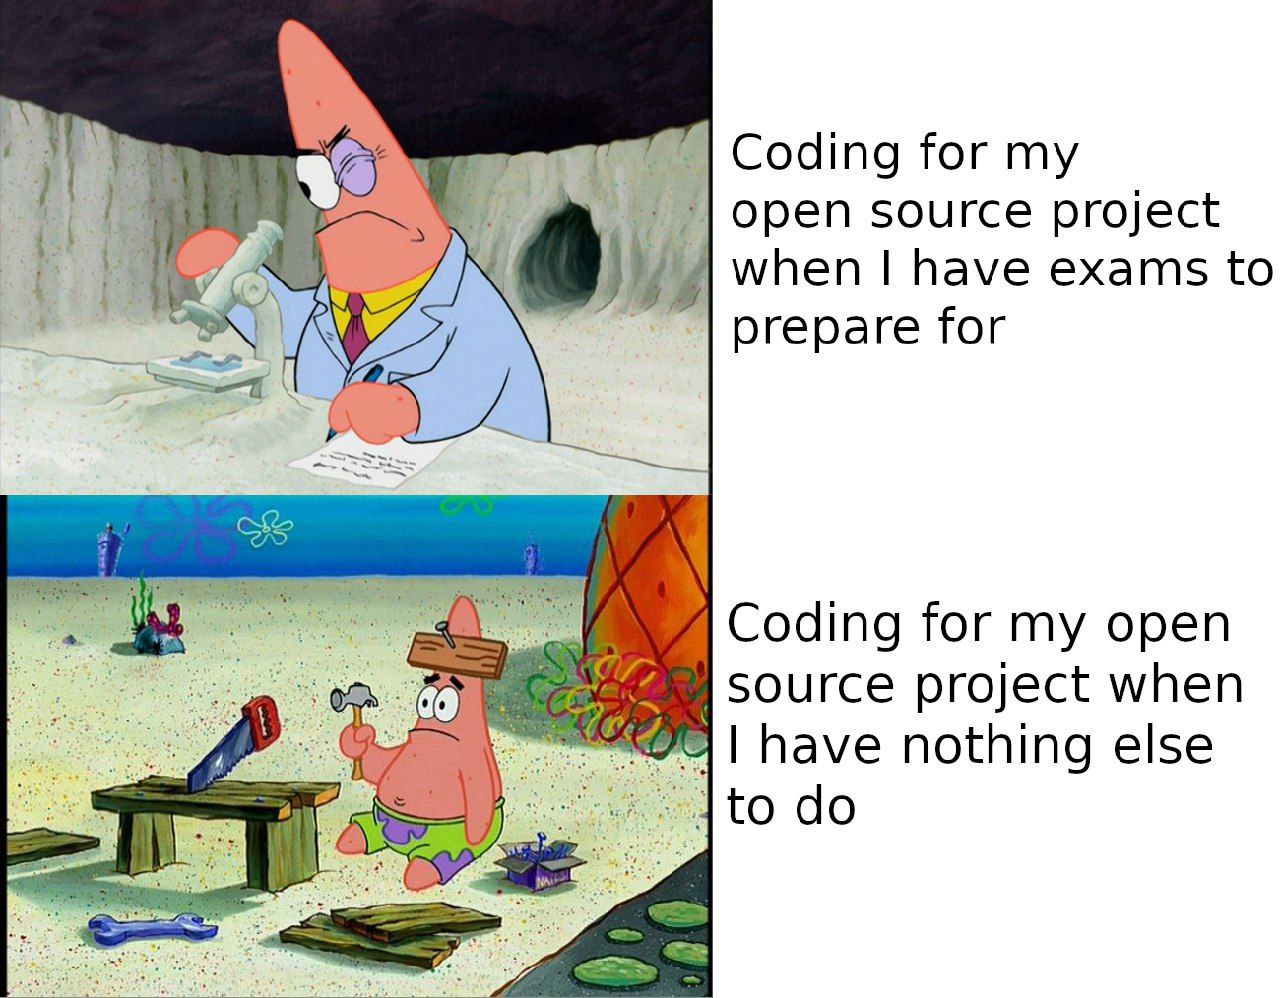 Coding for my
open source project
when I have exams to
prepare for
Coding for my open
source project when
I have nothing else
to do